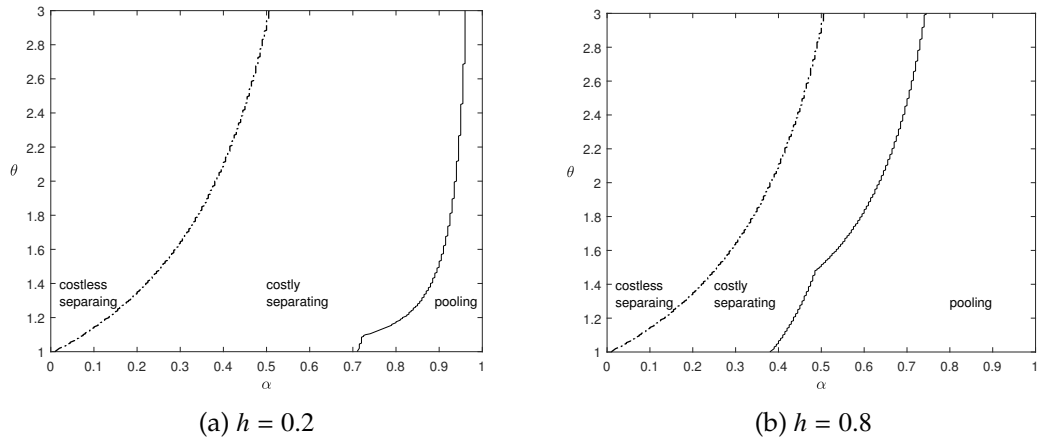 3
2.8
2.6
2.4
2.2
2
1.8
1.6
1.4
1.2
1
θ
costless
separaing
costly
separating
pooling
0 0.1 0.2 0.3 0.4 0.5 0.6 0.7 0.8 0.9 1
α
(a) h = 0.2
3
2.8
2.6
2.4
2.2
2
1.8
1.6
1.4
1.2
1
θ
costless
separaing
costly
separating
pooling
0 0.1 0.2 0.3 0.4 0.5 0.6 0.7 0.8 0.9 1
α
(b) h = 0.8